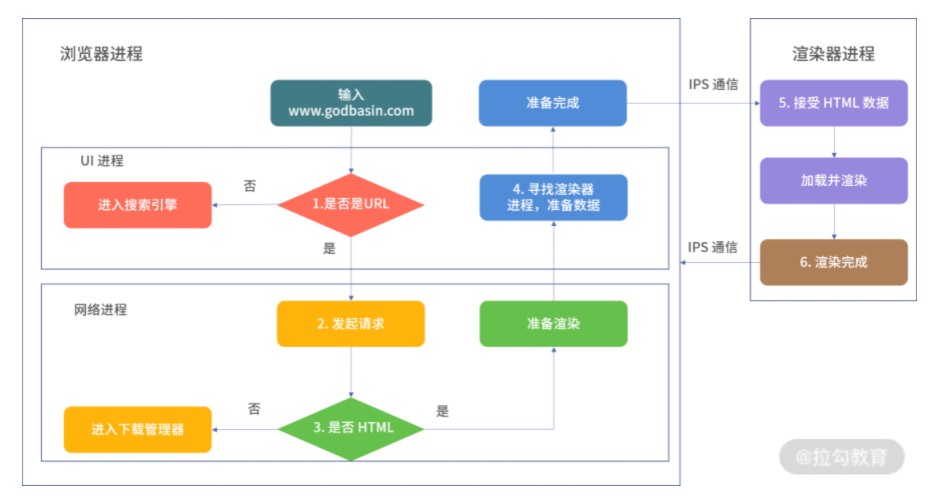 浏览器进程
输入
www.godbasin.com
准备完成
IPS 通信
渲染器进程
5. 接受 HTML 数据
UI 进程
进入搜索引擎
否
1.是否是URL
是
4. 寻找渲染器
进程，准备数据
加载并渲染
IPS 通信
6. 渲染完成
网络进程
2. 发起请求
准备渲染
进入下载管理器
否
3. 是否 HTML
是
@拉勾教育